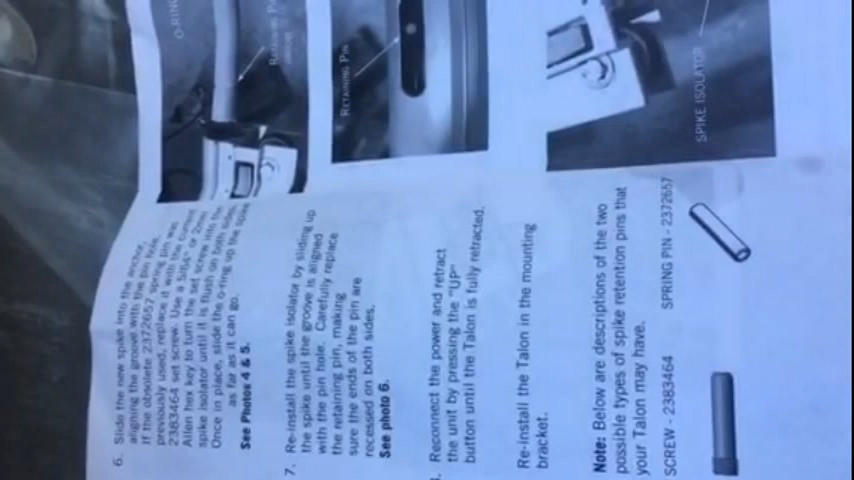 6. Slide the new spike into the anchor,
aligning the groove with the pin hole.
If the obsolete 2372657 spring pin was
previously used, replace it with the current
2383464 set screw. Use a 5/64" or 2mm
Allen hex key to turn the set screw into the
spike isolator until it is flush on both sides.
Once in place, slide the o-ring up the spike
as far as it can go.
See Photos 4 & 5.
7. Re-install the spike isolator by sliding up
the spike until the groove is aligned
with the pin hole. Carefully replace
the retaining pin, making
sure the ends of the pin are
recessed on both sides.
See photo 6.
Reconnect the power and retract
the unit by pressing the "UP"
button until the Talon is fully retracted.
Re-install the Talon in the mounting
bracket.
Note: Below are descriptions of the two
possible types of spike retention pins that
your Talon may have.
SCREW - 2383464
SPRING PIN - 2372657
O-RING
RETAINING PIN
RETAINING PIN
SPIKE ISOLATOR